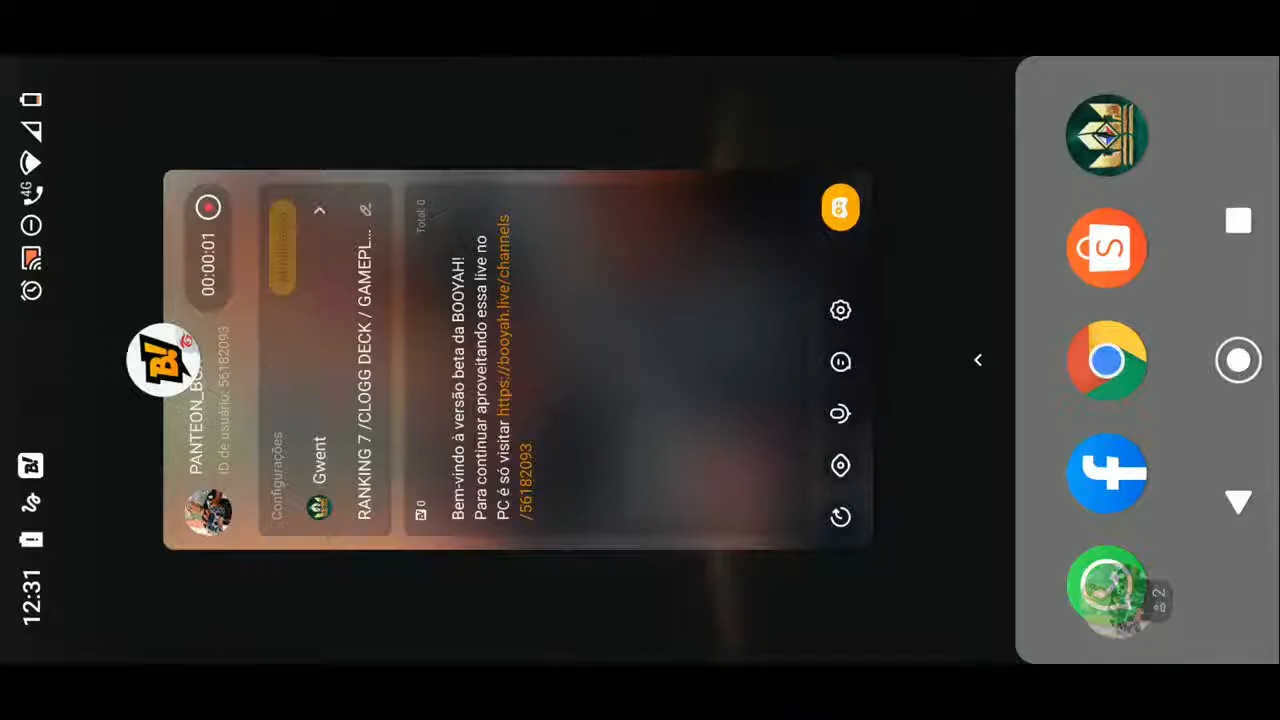 12:31
4G
PANTEON_BO
ID de usuário: 56182093
00:00:01
Configurações
Gwent
RANKING 7 /CLOGG DECK / GAMEPL...
0
Total: 0
Bem-vindo à versão beta da BOOYAH!
Para continuar aproveitando essa live no
PC é só visitar https://booyah.live/channels
/56182093
2